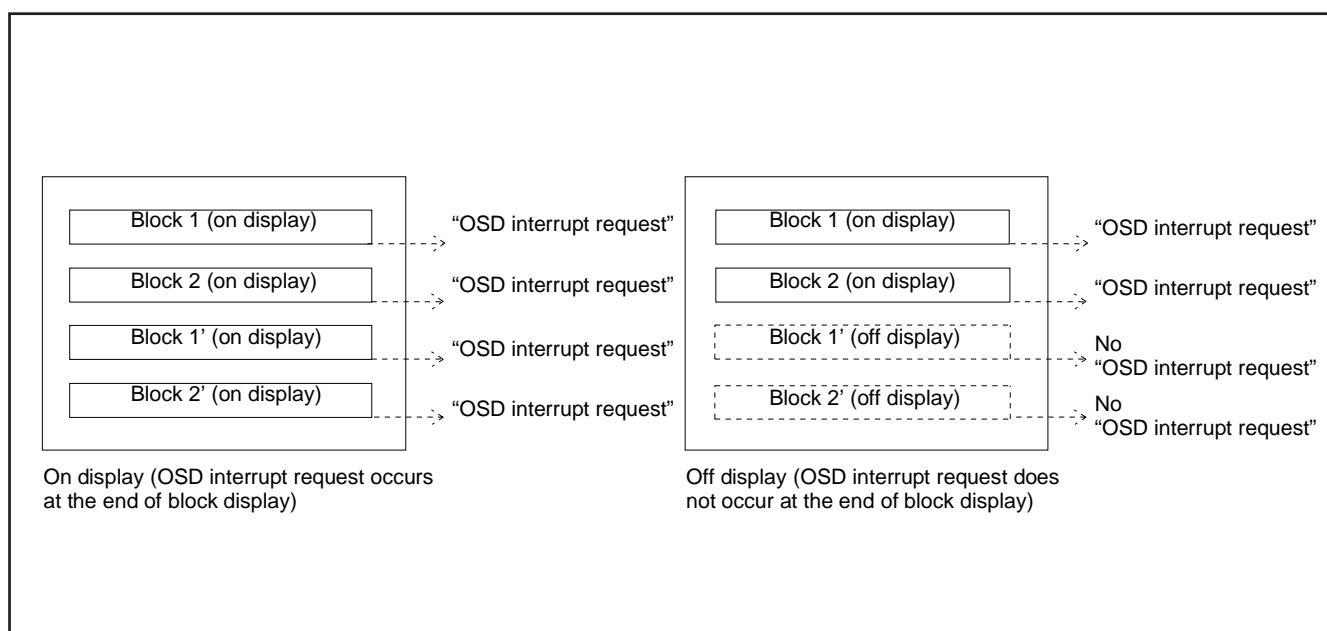 Block 1 (on display)
“OSD interrupt request”
Block 2 (on display)
“OSD interrupt request”
Block 1’ (on display)
“OSD interrupt request”
Block 2’ (on display)
“OSD interrupt request”
On display (OSD interrupt request occurs
at the end of block display)
Block 1 (on display)
“OSD interrupt request”
Block 2 (on display)
“OSD interrupt request”
Block 1’ (off display)
No
“OSD interrupt request”
Block 2’ (off display)
No
“OSD interrupt request”
Off display (OSD interrupt request does
not occur at the end of block display)